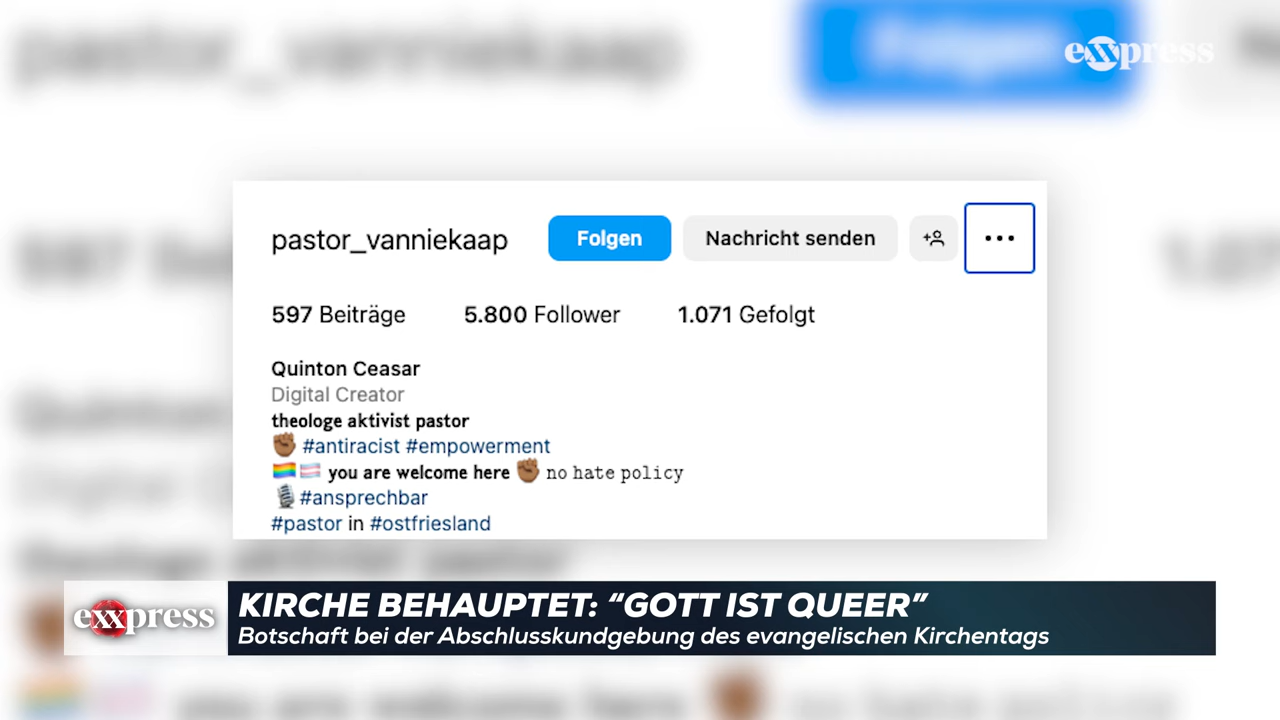 pastor_vanniekaap
Folgen
exxpress
pastor_vanniekaap Folgen Nachricht senden
597 Beiträge 5.800 Follower 1.071 Gefolgt
Quinton Ceasar
Digital Creator
theologe aktivist pastor
✊🏾 #antiracist #empowerment
🏳️‍🌈🏳️‍⚧️ you are welcome here ✊🏾 no hate policy
🎙️#ansprechbar
#pastor in #ostfriesland
exxpress
KIRCHE BEHAUPTET: “GOTT IST QUEER”
Botschaft bei der Abschlusskundgebung des evangelischen Kirchentags